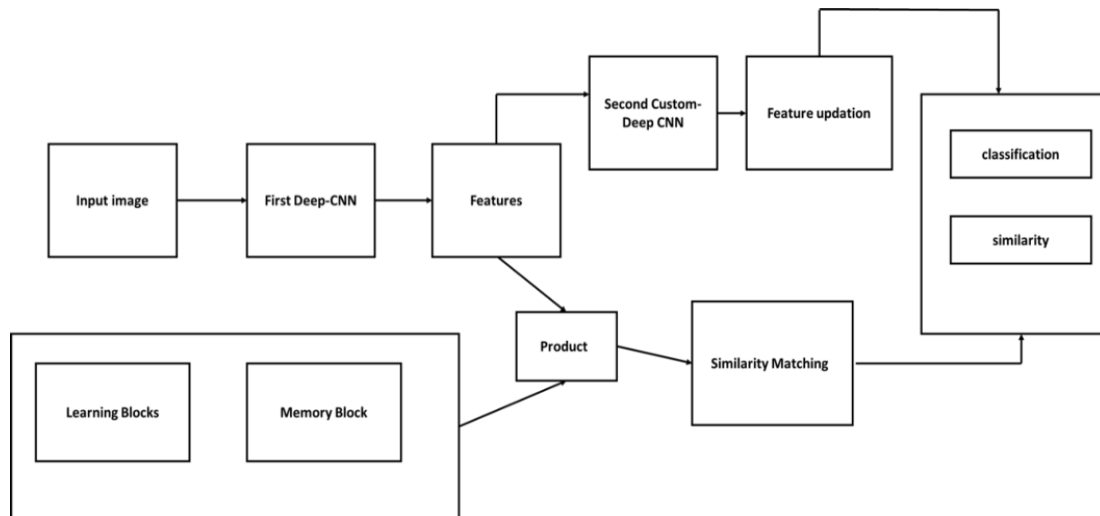 Second Custom-
Deep CNN
Feature updation
classification
Input image
First Deep-CNN
Features
similarity
Product
Similarity Matching
Learning Blocks
Memory Block